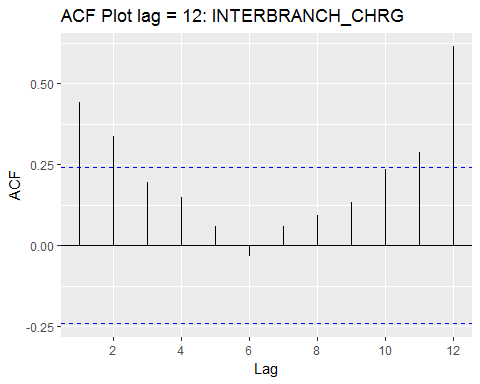 ACF Plot lag = 12: INTERBRANCH_CHRG
ACF
0.50
0.25
0.00
-0.25
2 4 6 8 10 12
Lag